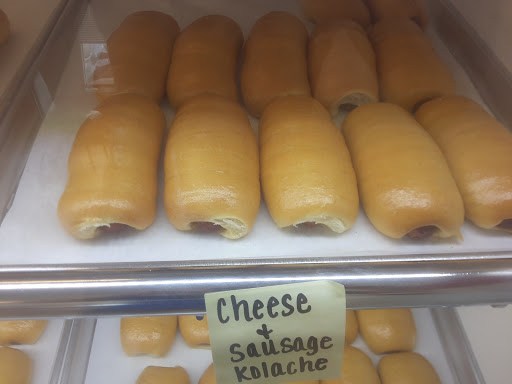 Cheese
+
Sausage
Kolache